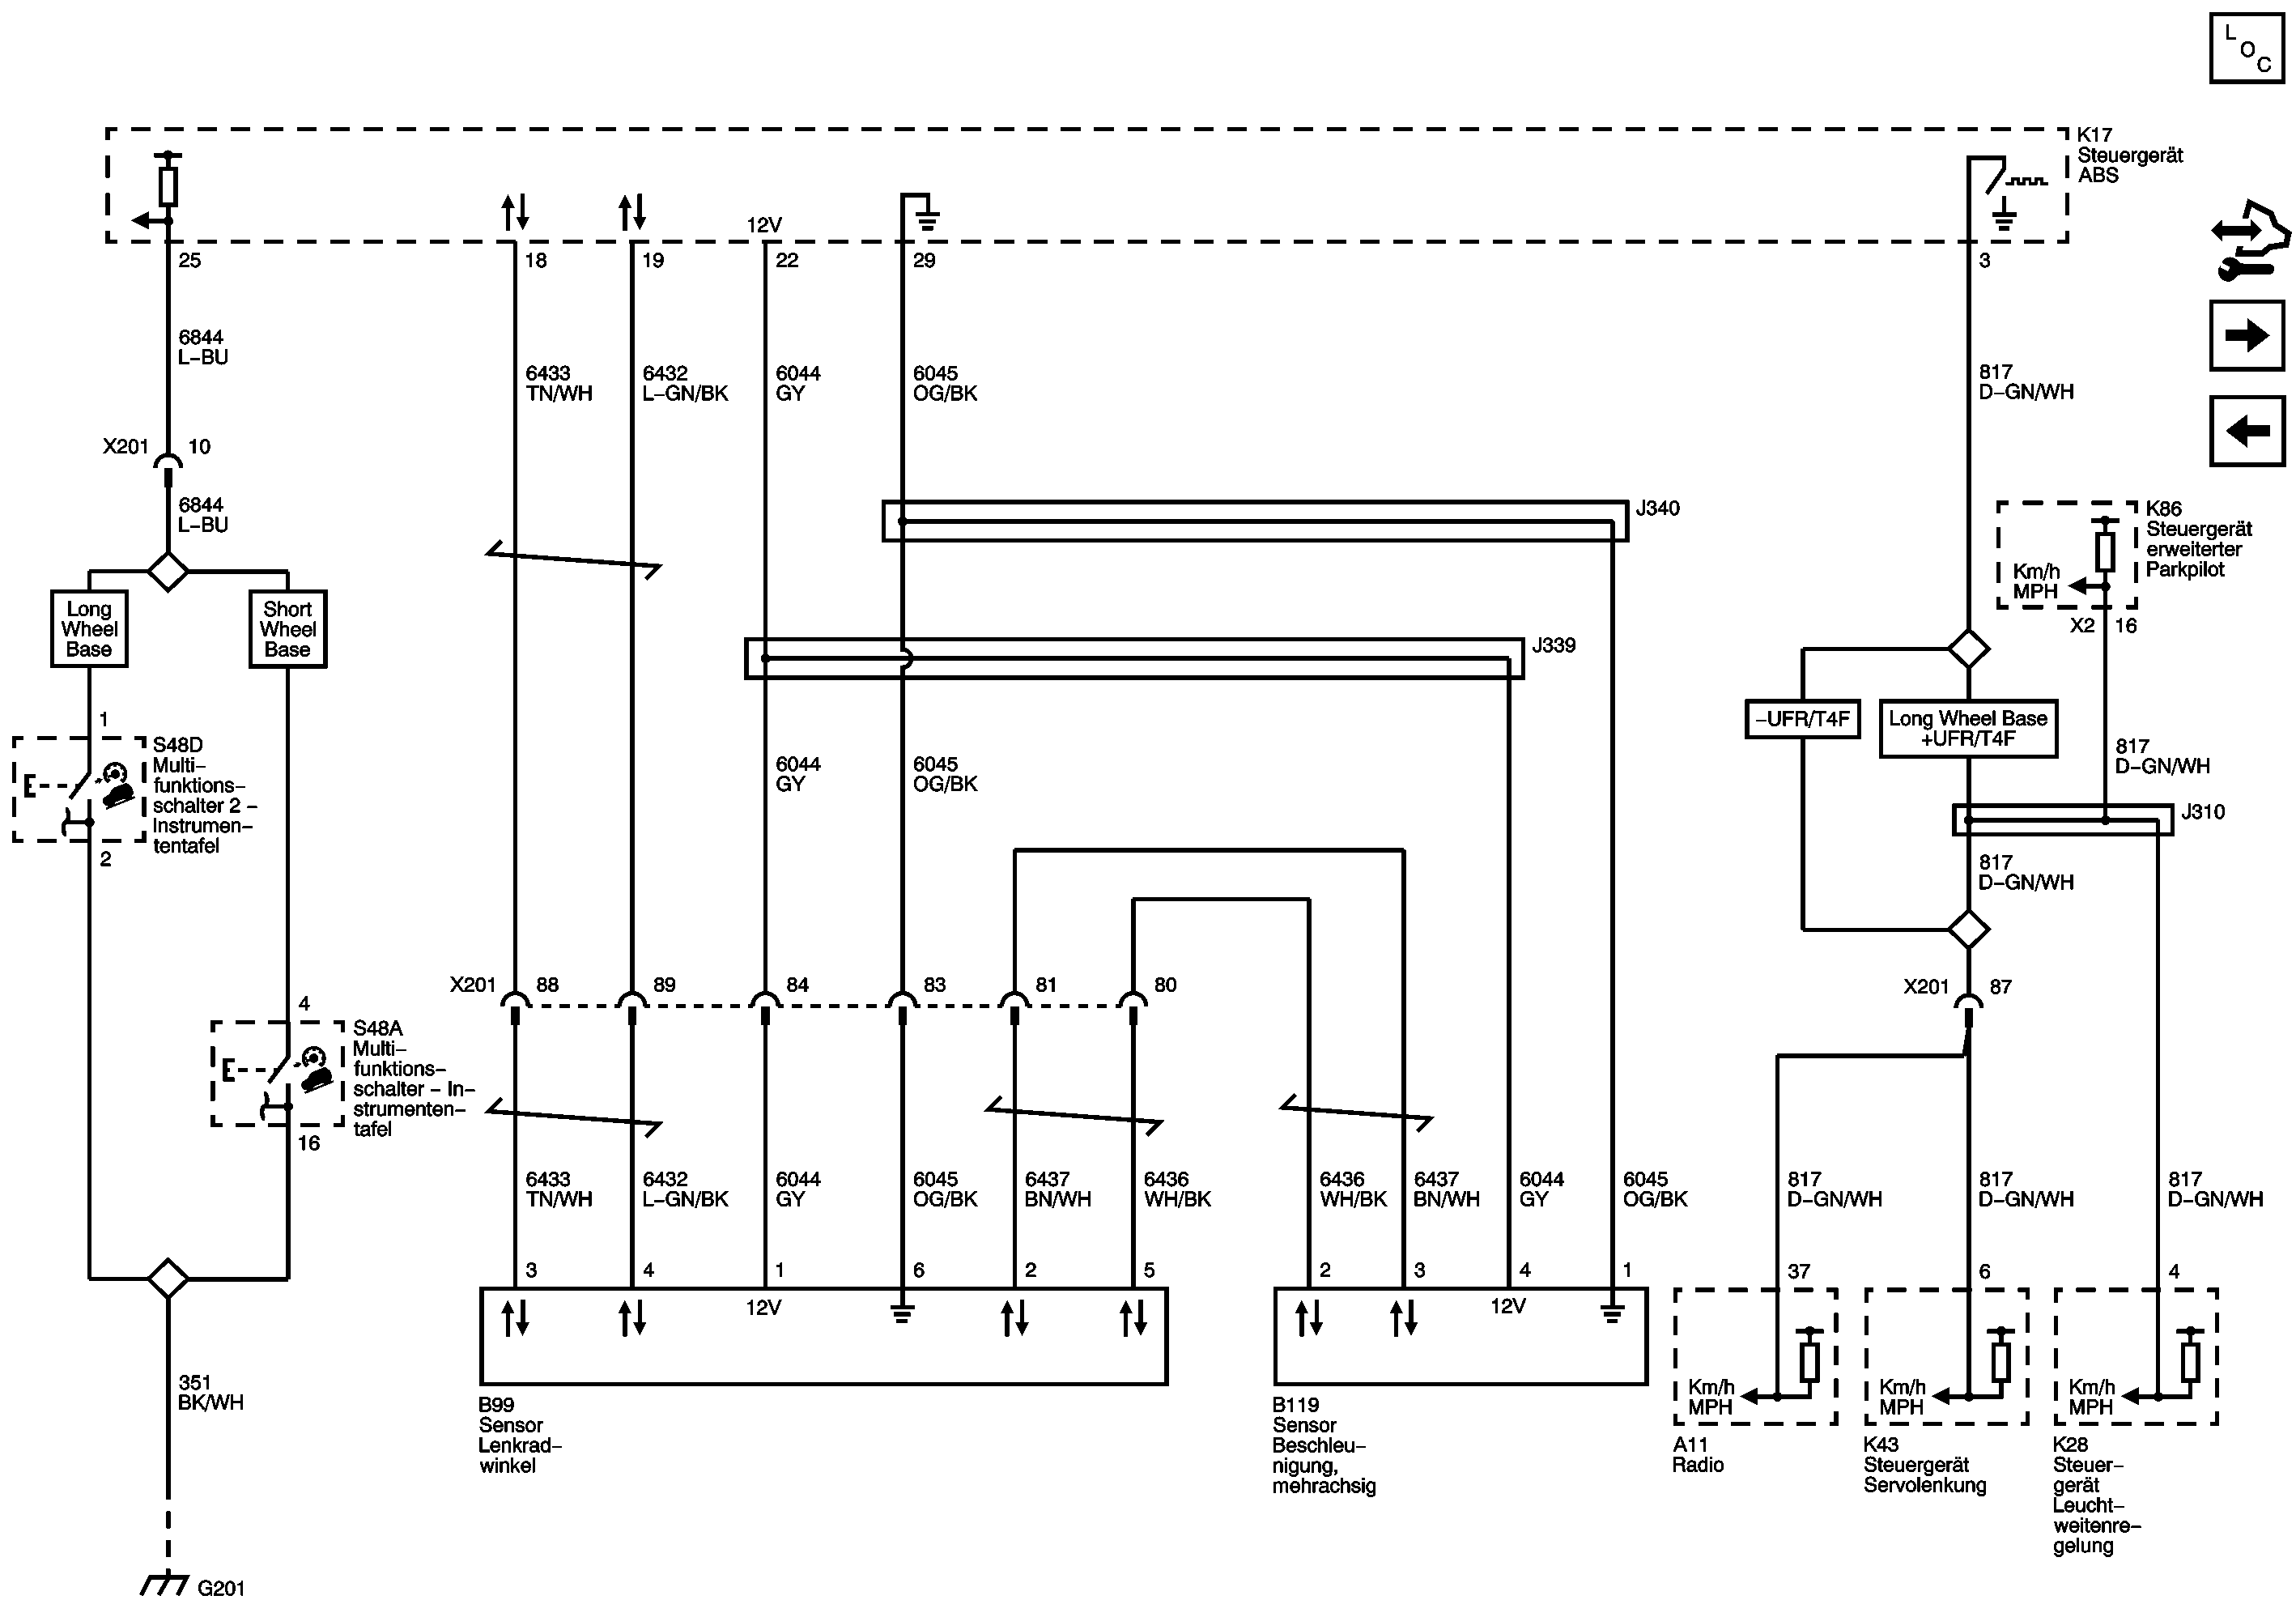 L
O
C
K17
Steuergerät
ABS
12V
25
18
19
22
29
3
6844
L-BU
6433
TN/WH
6432
L-GN/BK
6044
GY
6045
OG/BK
817
D-GN/WH
X201
10
6844
L-BU
Long
Wheel
Base
Short
Wheel
Base
J340
K86
Steuergerät
erweiterter
Parkpilot
Km/h
MPH
X2
16
J339
-UFR/T4F
Long Wheel Base
+UFR/T4F
817
D-GN/WH
J310
817
D-GN/WH
1
S48D
Multi-
funktions-
schalter 2 -
Instrumen-
tentafel
2
6044
GY
6045
OG/BK
X201
88
89
84
83
81
80
X201
87
4
S48A
Multi-
funktions-
schalter - In-
strumenten-
tafel
16
6433
TN/WH
6432
L-GN/BK
6044
GY
6045
OG/BK
6437
BN/WH
6436
WH/BK
6436
WH/BK
6437
BN/WH
6044
GY
6045
OG/BK
817
D-GN/WH
817
D-GN/WH
817
D-GN/WH
3
4
1
6
2
5
2
3
4
1
37
6
4
12V
12V
351
BK/WH
G201
B99
Sensor
Lenkrad-
winkel
B119
Sensor
Beschleu-
nigung,
mehrachsig
Km/h
MPH
A11
Radio
Km/h
MPH
K43
Steuergerät
Servolenkung
Km/h
MPH
K28
Steuer-
gerät
Leucht-
weitenre-
gelung